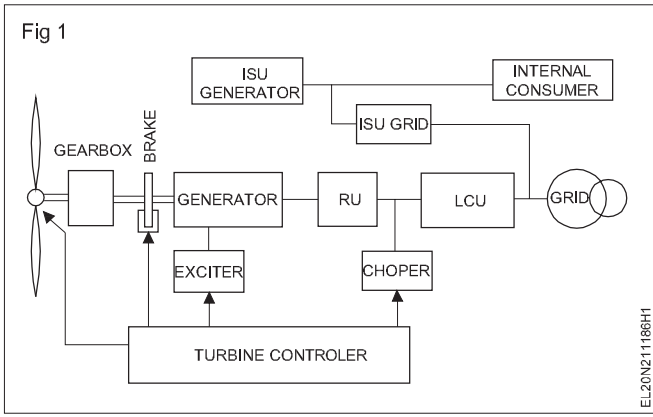 Fig 1
ISU
GENERATOR
INTERNAL
CONSUMER
ISU GRID
GEARBOX
BRAKE
GENERATOR
RU
LCU
GRID
EXCITER
CHOPER
TURBINE CONTROLER
EL20N211186H1